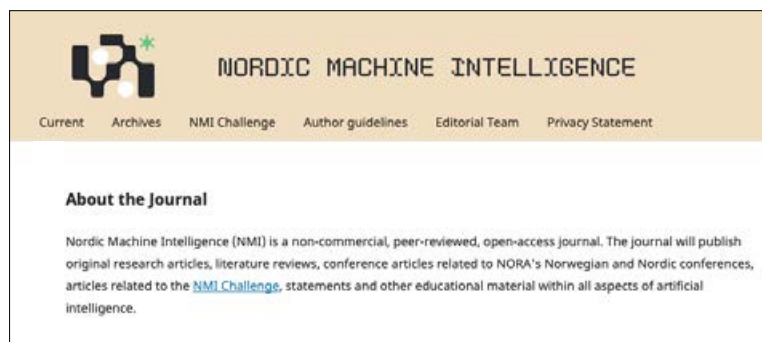 NORDIC MACHINE INTELLIGENCE
Current Archives NMI Challenge Author guidelines Editorial Team Privacy Statement
About the Journal
Nordic Machine Intelligence (NMI) is a non-commercial, peer-reviewed, open-access journal. The journal will publish
original research articles, literature reviews, conference articles related to NORA's Norwegian and Nordic conferences,
articles related to the NMI Challenge, statements and other educational material within all aspects of artificial
intelligence.